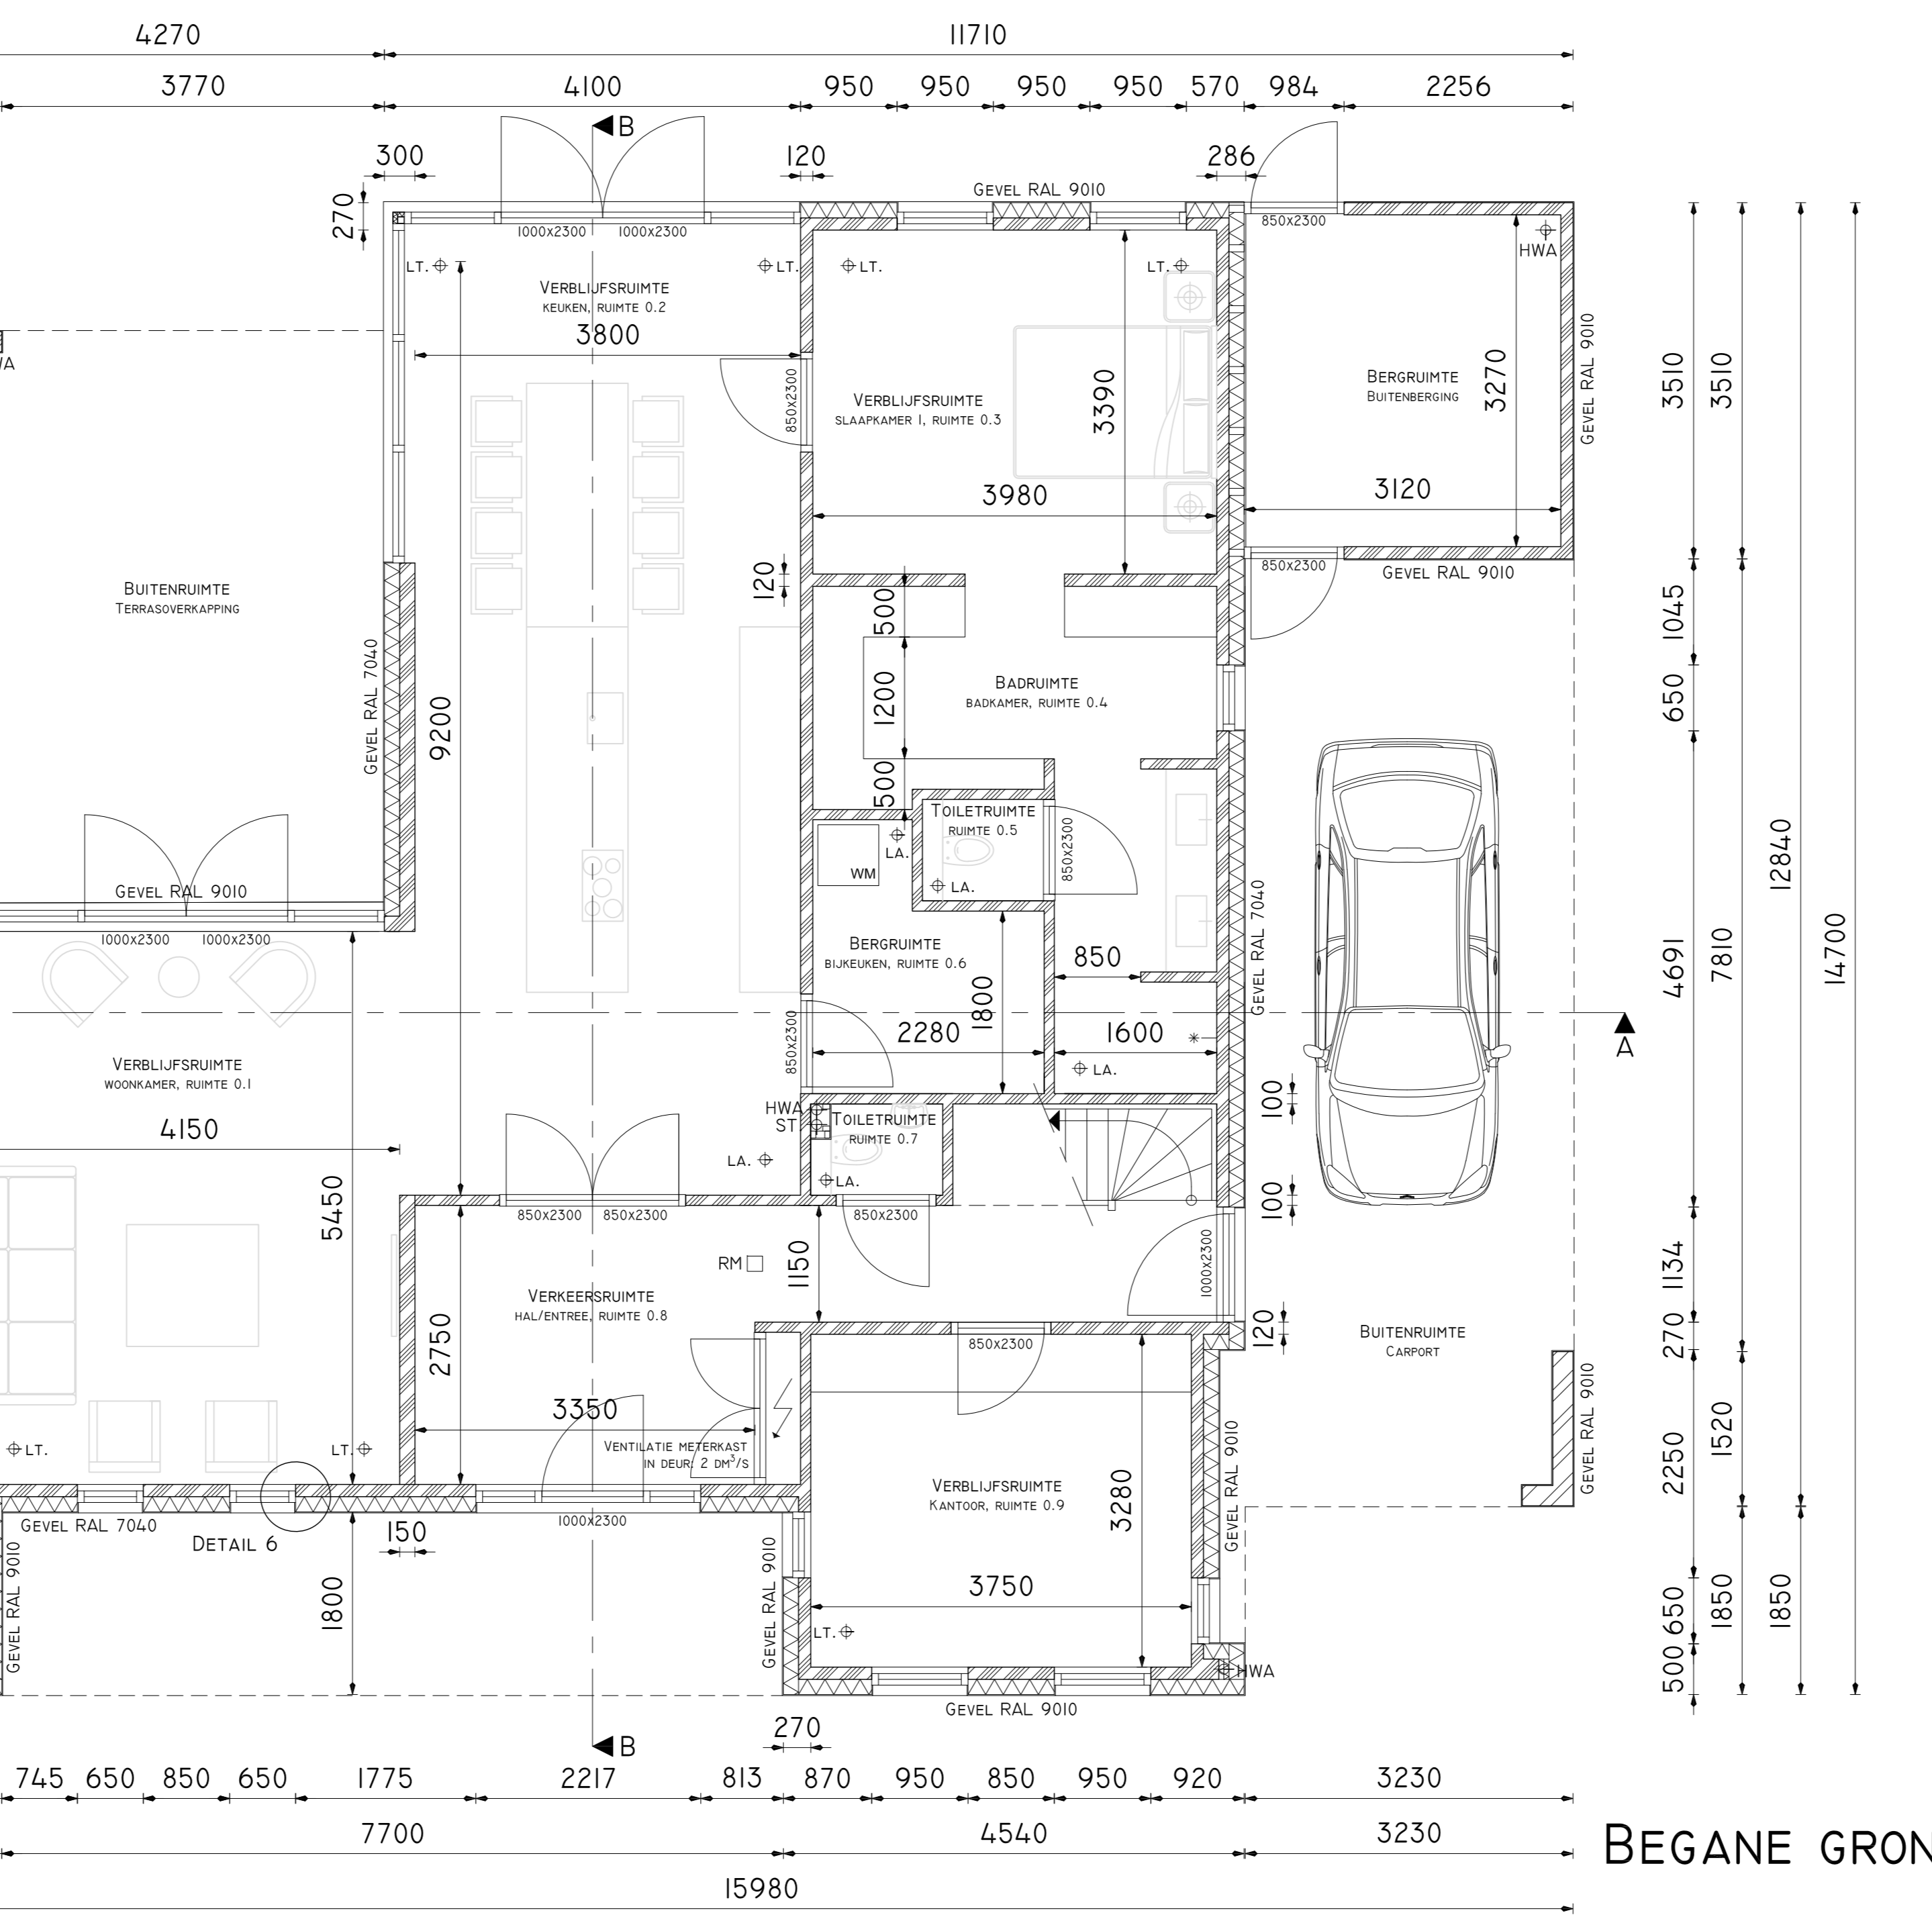 4270
11710
3770
4100
950
950
950
950
570
984
2256
B
300
120
286
GEVEL RAL 9010
270
1000x2300
1000x2300
850x2300
HWA
LT.
LT.
LT.
LT.
VERBLIJFSRUIMTE
KEUKEN, RUIMTE 0.2
3800
850x2300
VERBLIJFSRUIMTE
SLAAPKAMER 1, RUIMTE 0.3
3390
3980
BERGRUIMTE
BUITENBERGING
3270
3120
GEVEL RAL 9010
3510
3510
850x2300
GEVEL RAL 9010
BUITENRUIMTE
TERRASOVERKAPPING
GEVEL RAL 7040
120
500
1200
500
9200
BADRUIMTE
BADKAMER, RUIMTE 0.4
1045
650
4691
7810
12840
14700
TOILETRUIMTE
RUIMTE 0.5
LA.
LA.
WM
850x2300
GEVEL RAL 9010
1000x2300
1000x2300
GEVEL RAL 7040
BERGRUIMTE
BIJKEUKEN, RUIMTE 0.6
850
1800
2280
1600
850x2300
LA.
A
VERBLIJFSRUIMTE
WOONKAMER, RUIMTE 0.1
4150
5450
HWA
ST
TOILETRUIMTE
RUIMTE 0.7
LA.
LA.
100
100
850x2300
850x2300
850x2300
RM
1150
1000x2300
1134
VERKEERSRUIMTE
HAL/ENTREE, RUIMTE 0.8
2750
850x2300
120
270
BUITENRUIMTE
CARPORT
3350
VENTILATIE METERKAST
IN DEUR: 2 DM³/S
LT.
LT.
VERBLIJFSRUIMTE
KANTOOR, RUIMTE 0.9
3280
GEVEL RAL 9010
GEVEL RAL 9010
2250
1520
GEVEL RAL 7040
DETAIL 6
150
1000x2300
GEVEL RAL 9010
1800
GEVEL RAL 9010
3750
LT.
HWA
650
500
1850
1850
GEVEL RAL 9010
270
B
745
650
850
650
1775
2217
813
870
950
850
950
920
3230
7700
4540
3230
15980
BEGANE GRON